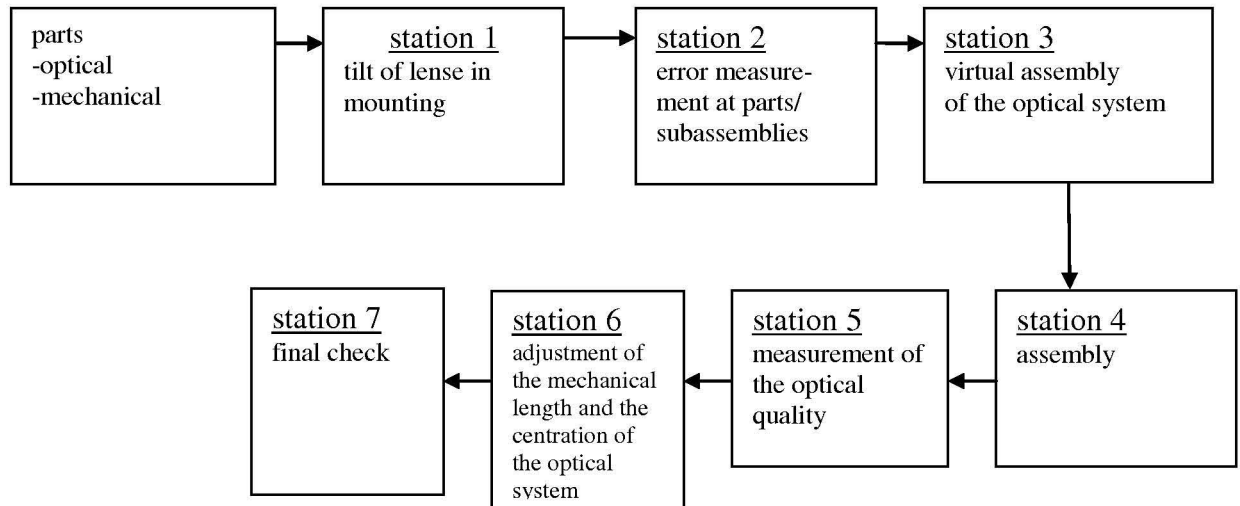 parts
-optical
-mechanical
station 1
tilt of lense in
mounting
station 2
error measure-
ment at parts/
subassemblies
station 3
virtual assembly
of the optical system
station 4
assembly
station 5
measurement of
the optical
quality
station 6
adjustment of
the mechanical
length and the
centration of
the optical
system
station 7
final check